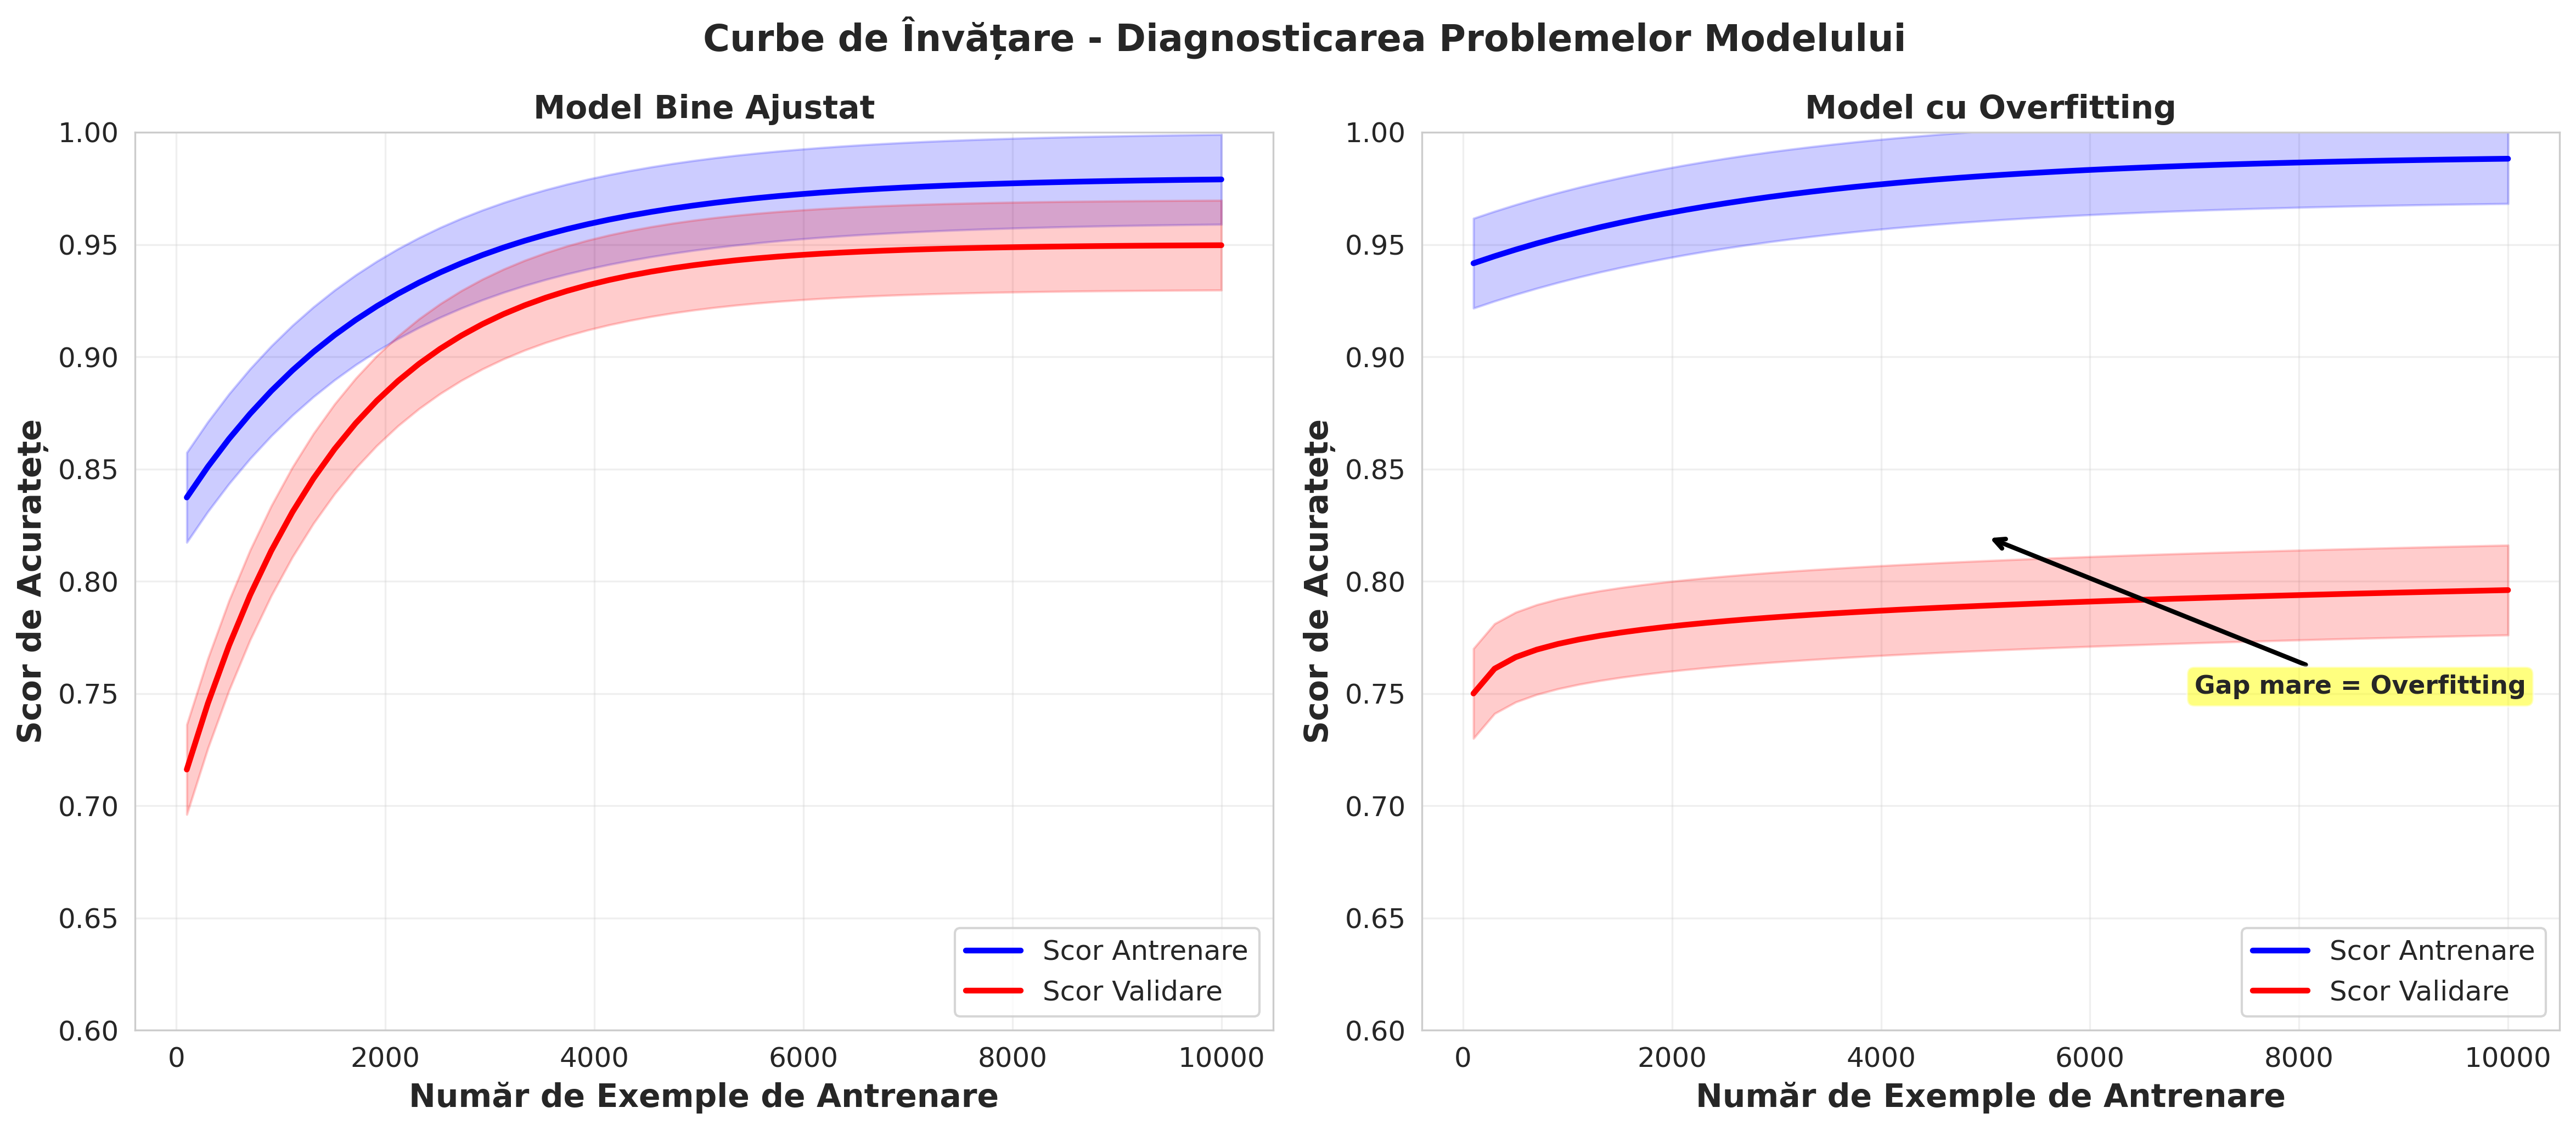 Curbe de Învățare - Diagnosticarea Problemelor Modelului
Model Bine Ajustat
Scor de Acuratețe
1.00
0.95
0.90
0.85
0.80
0.75
0.70
0.65
0.60
0 2000 4000 6000 8000 10000
Număr de Exemple de Antrenare
Scor Antrenare
Scor Validare
Model cu Overfitting
Scor de Acuratețe
1.00
0.95
0.90
0.85
0.80
0.75
0.70
0.65
0.60
0 2000 4000 6000 8000 10000
Număr de Exemple de Antrenare
Gap mare = Overfitting
Scor Antrenare
Scor Validare